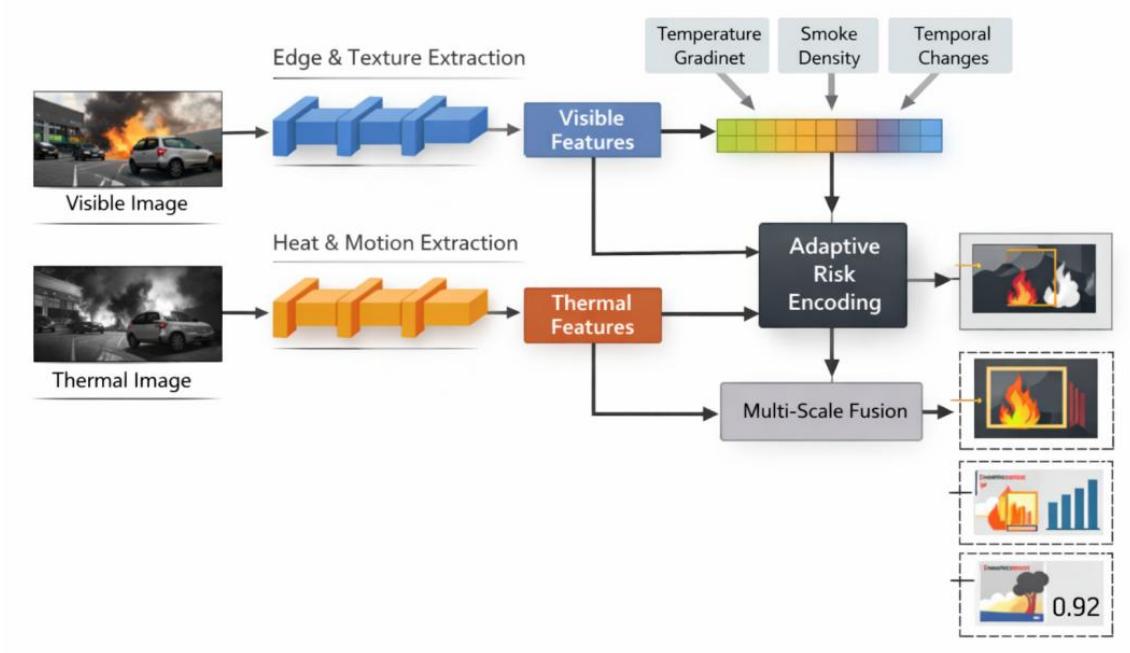 Edge & Texture Extraction
Temperature
Gradinet
Smoke
Density
Temporal
Changes
Visible
Features
Visible Image
Heat & Motion Extraction
Adaptive
Risk
Encoding
Thermal
Features
Thermal Image
Multi-Scale Fusion
0.92